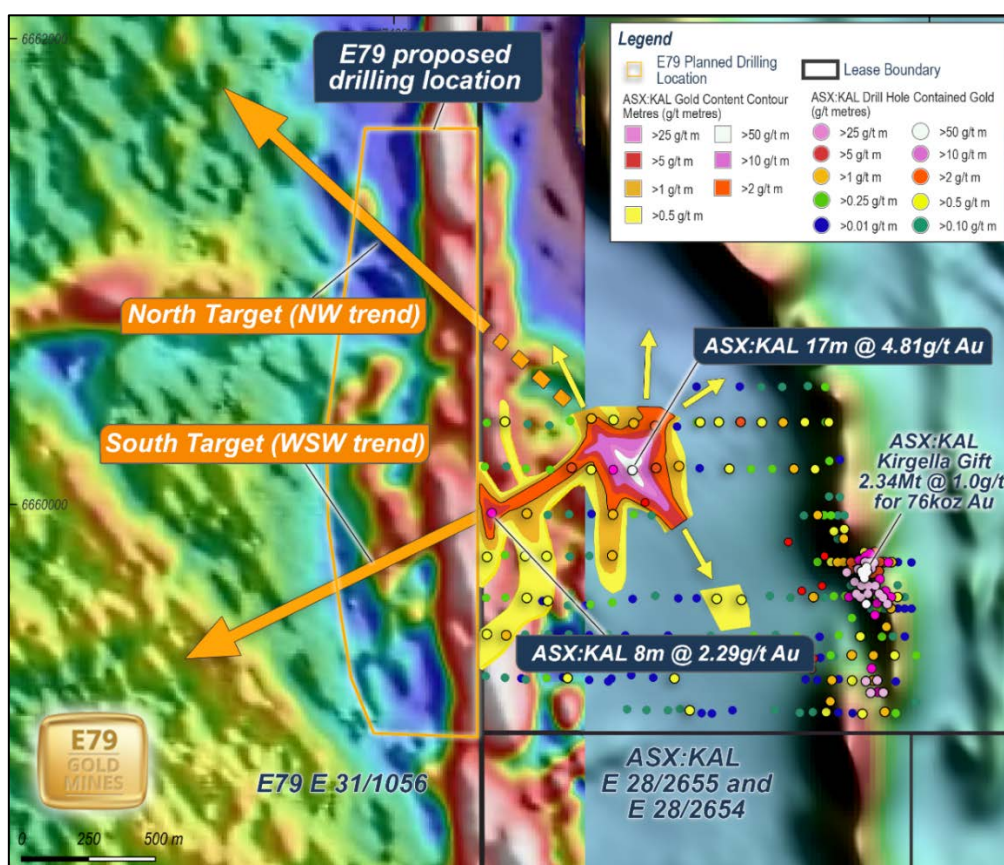 6662000
E79 proposed
drilling location
Legend
E79 Planned Drilling
Location
Lease Boundary
ASX:KAL Gold Content Contour
Metres (g/t metres)
>25 g/t m
>50 g/t m
>5 g/t m
>10 g/t m
>1 g/t m
>2 g/t m
>0.5 g/t m
ASX:KAL Drill Hole Contained Gold
(g/t metres)
>25 g/t m
>50 g/t m
>5 g/t m
>10 g/t m
>1 g/t m
>2 g/t m
>0.25 g/t m
>0.5 g/t m
>0.01 g/t m
>0.10 g/t m
North Target (NW trend)
ASX:KAL 17m @ 4.81g/t Au
South Target (WSW trend)
ASX:KAL
Kirgella Gift
2.34Mt @ 1.0g/t
for 76koz Au
6660000
ASX:KAL 8m @ 2.29g/t Au
E79
GOLD
MINES
E79 E 31/1056
ASX:KAL
E 28/2655 and
E 28/2654
0 250 500 m